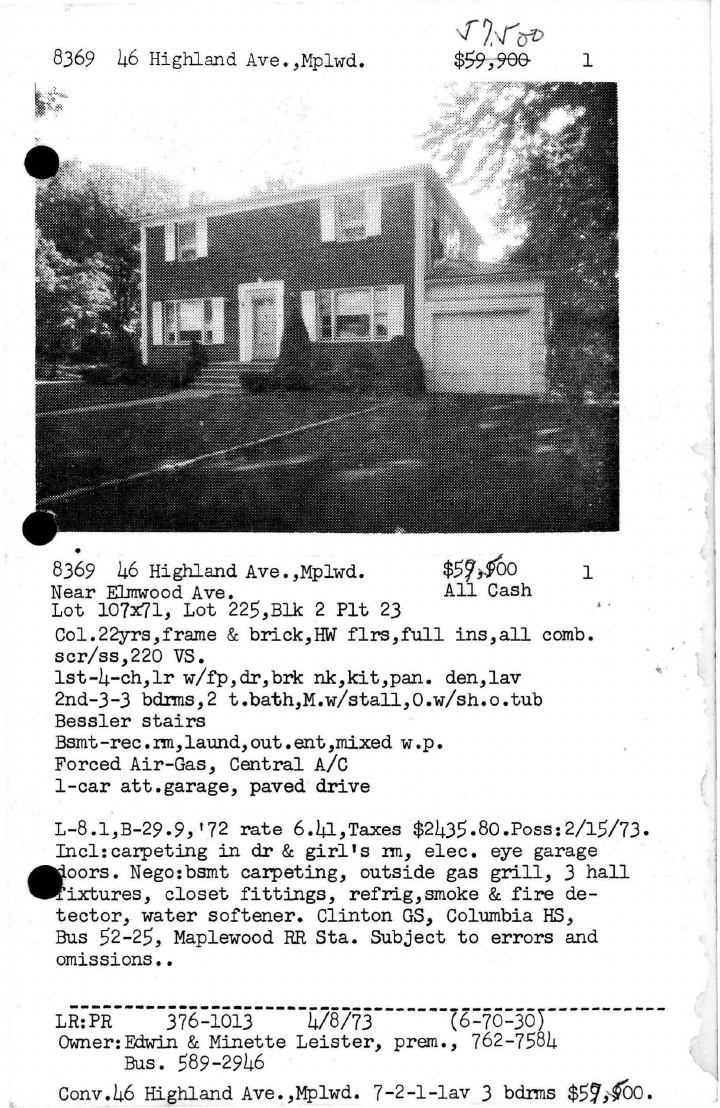 57,500
8369 46 Highland Ave.,Mplwd. $59,900 1
8369 46 Highland Ave.,Mplwd. $59,900 1
Near Elmwood Ave. All Cash
Lot 107x71, Lot 225,Blk 2 Plt 23
Col.22yrs,frame & brick,HW flrs,full ins,all comb.
scr/ss,220 VS.
1st-4-ch,lr w/fp,dr,brk nk,kit,pan. den,lav
2nd-3-3 bdrms,2 t.bath,M.w/stall,O.w/sh.o.tub
Bessler stairs
Bsmt-rec.rm,laund,out.ent,mixed w.p.
Forced Air-Gas, Central A/C
1-car att.garage, paved drive
L-8.1,B-29.9,'72 rate 6.41,Taxes $2435.80.Poss:2/15/73.
Incl:carpeting in dr & girl's rm, elec. eye garage
doors. Nego:bsmt carpeting, outside gas grill, 3 hall
fixtures, closet fittings, refrig,smoke & fire de-
tector, water softener. Clinton GS, Columbia HS,
Bus 52-25, Maplewood RR Sta. Subject to errors and
omissions..
LR:PR 376-1013 4/8/73 (6-70-30)
Owner:Edwin & Minette Leister, prem., 762-7584
Bus. 589-2946
Conv.46 Highland Ave.,Mplwd. 7-2-1-lav 3 bdrms $59,900.